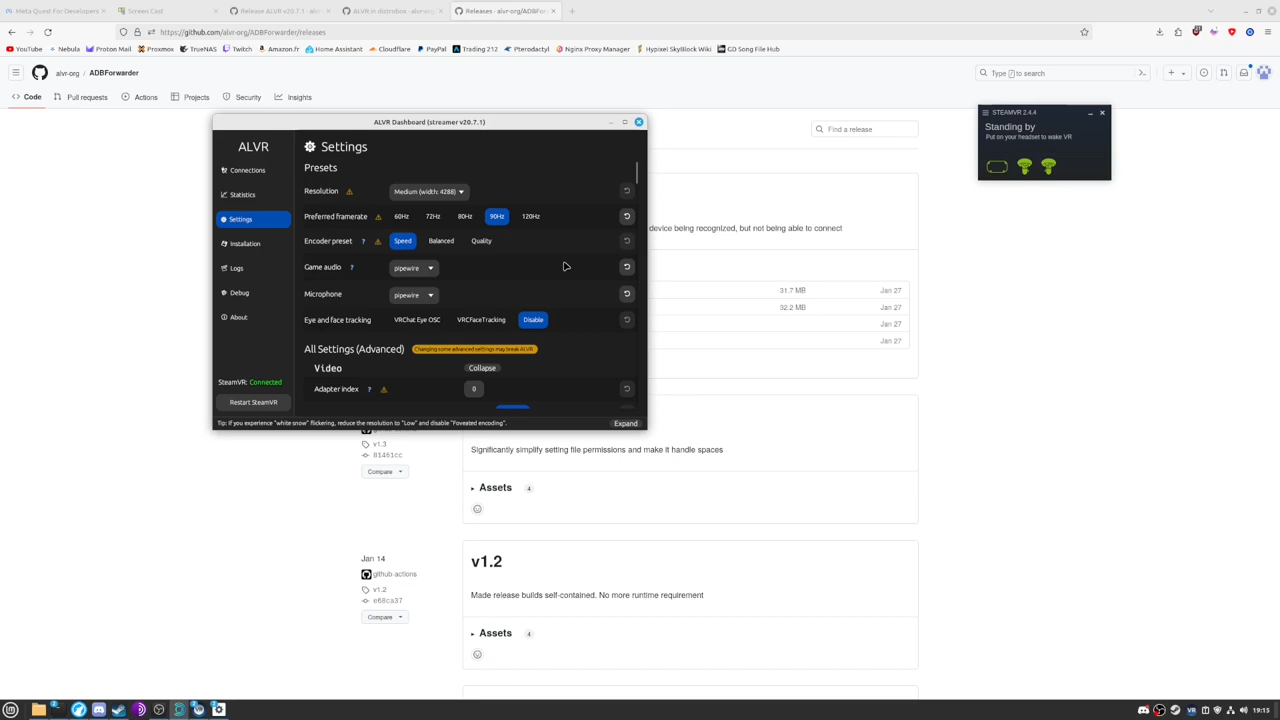 Meta Quest For Developers
Screen Cast
Release ALVR v20.7.1 · alvr
ALVR in distrobox · alvr-org
Releases · alvr-org/ADBFor
https://github.com/alvr-org/ADBForwarder/releases
YouTube
Nebula
Proton Mail
Proxmox
TrueNAS
Twitch
Amazon.fr
Home Assistant
Cloudflare
PayPal
Trading 212
Pterodactyl
Nginx Proxy Manager
Hypixel SkyBlock Wiki
GD Song File Hub
alvr-org / ADBForwarder
Type / to search
Code
Pull requests
Actions
Projects
Security
Insights
STEAMVR 2.4.4
Standing by
Put on your headset to wake VR
Find a release
ALVR Dashboard (streamer v20.7.1)
ALVR
Connections
Statistics
Settings
Installation
Logs
Debug
About
SteamVR: Connected
Restart SteamVR
Settings
Presets
Resolution
Medium (width: 4288)
Preferred framerate
60Hz
72Hz
80Hz
90Hz
120Hz
Encoder preset ?
Speed
Balanced
Quality
Game audio ?
pipewire
Microphone
pipewire
Eye and face tracking
VRChat Eye OSC
VRCFaceTracking
Disable
All Settings (Advanced)
Changing some advanced settings may break ALVR
Video
Collapse
Adapter index ?
0
Tip: If you experience "white snow" flickering, reduce the resolution to "Low" and disable "Foveated encoding".
Expand
device being recognized, but not being able to connect
31.7 MB
Jan 27
32.2 MB
Jan 27
Jan 27
Jan 27
v1.3
81461cc
Compare
Significantly simplify setting file permissions and make it handle spaces
Assets 4
Jan 14
github-actions
v1.2
e68ca37
Compare
v1.2
Made release builds self-contained. No more runtime requirement
Assets 4
VR
19:15